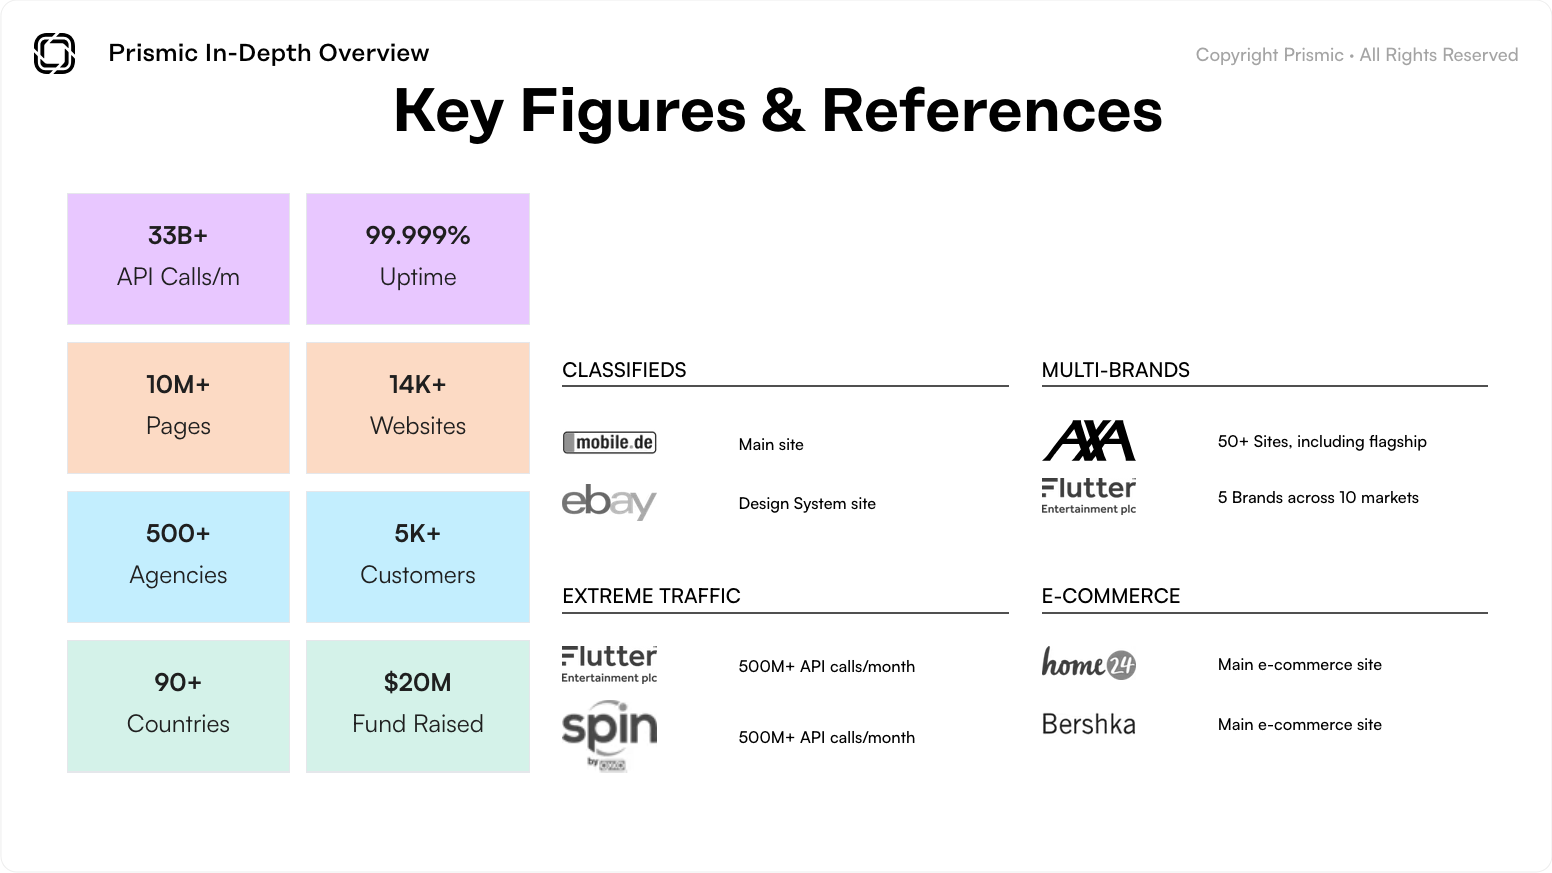 Prismic In-Depth Overview
Copyright Prismic · All Rights Reserved
Key Figures & References
33B+
API Calls/m
99.999%
Uptime
10M+
Pages
14K+
Websites
500+
Agencies
5K+
Customers
90+
Countries
$20M
Fund Raised
CLASSIFIEDS
mobile.de
Main site
ebay
Design System site
MULTI-BRANDS
AXA
50+ Sites, including flagship
Flutter
Entertainment plc
5 Brands across 10 markets
EXTREME TRAFFIC
Flutter
Entertainment plc
500M+ API calls/month
spin
by
500M+ API calls/month
E-COMMERCE
home24
Main e-commerce site
Bershka
Main e-commerce site